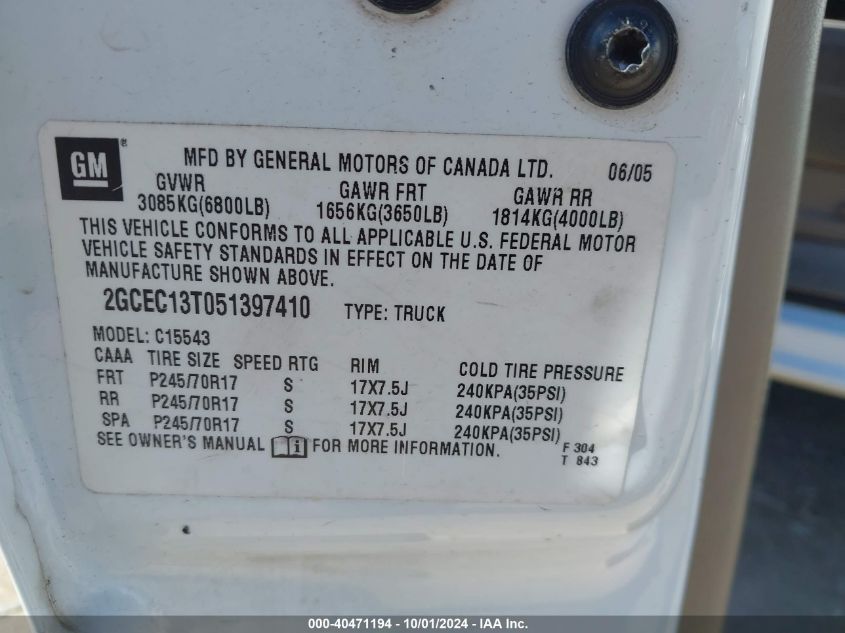 GM®
MFD BY GENERAL MOTORS OF CANADA LTD. 06/05
GVWR GAWR FRT GAWR RR
3085KG(6800LB) 1656KG(3650LB) 1814KG(4000LB)
THIS VEHICLE CONFORMS TO ALL APPLICABLE U.S. FEDERAL MOTOR
VEHICLE SAFETY STANDARDS IN EFFECT ON THE DATE OF
MANUFACTURE SHOWN ABOVE.
2GCEC13T051397410 TYPE: TRUCK
MODEL: C15543
CAAA TIRE SIZE SPEED RTG RIM COLD TIRE PRESSURE
FRT P245/70R17 S 17X7.5J 240KPA(35PSI)
RR P245/70R17 S 17X7.5J 240KPA(35PSI)
SPA P245/70R17 S 17X7.5J 240KPA(35PSI)
SEE OWNER'S MANUAL FOR MORE INFORMATION.
F 304
T 843
000-40471194 - 10/01/2024 - IAA Inc.